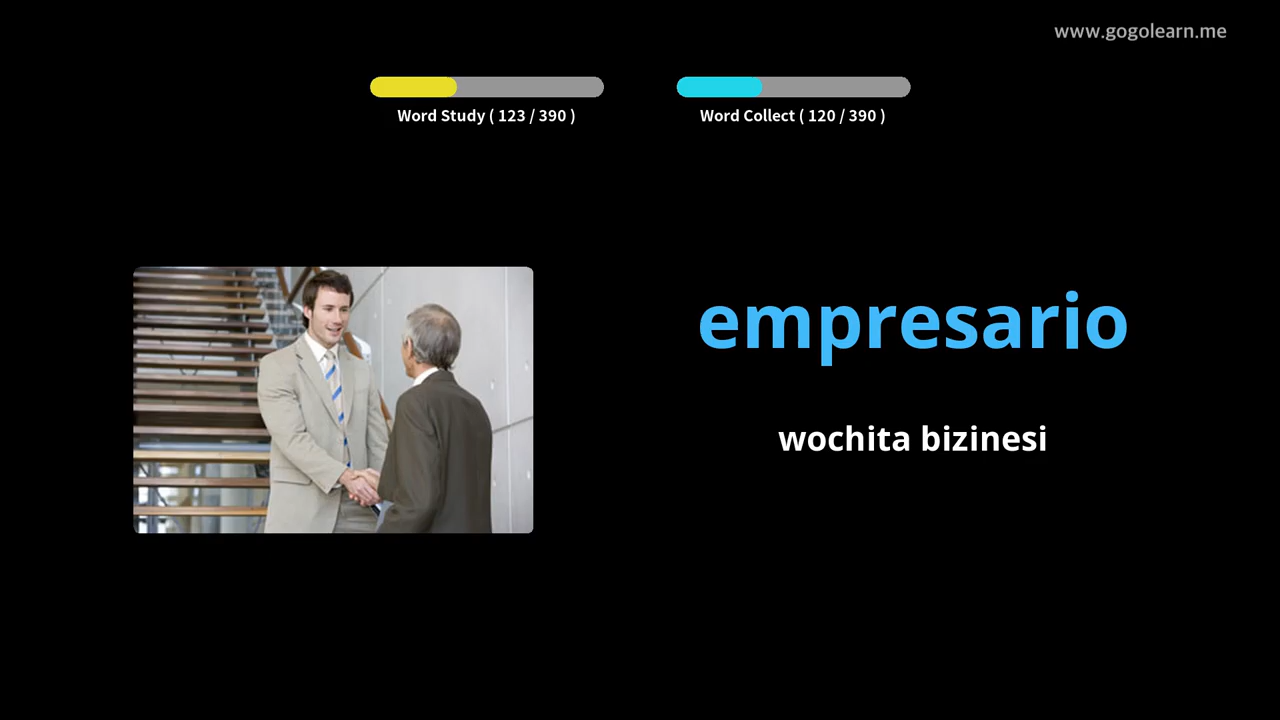 www.gogolearn.me
Word Study ( 123 / 390 )
Word Collect ( 120 / 390 )
empresario
wochita bizinesi